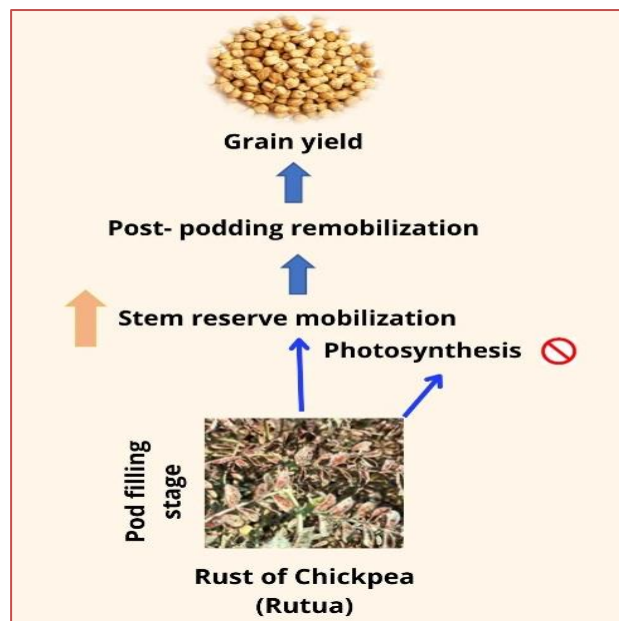 Grain yield
Post- podding remobilization
Stem reserve mobilization
Photosynthesis
Pod filling
stage
Rust of Chickpea
(Rutua)